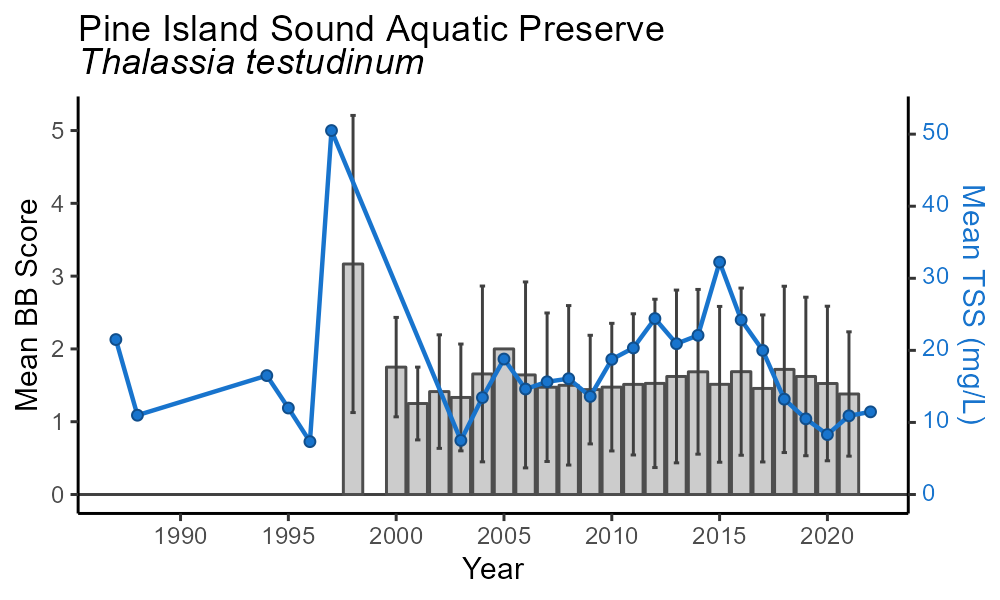 Pine Island Sound Aquatic Preserve
Thalassia testudinum
Mean BB Score
5
4
3
2
1
0
50
40
30
20
10
0
Mean TSS (mg/L)
1990 1995 2000 2005 2010 2015 2020
Year